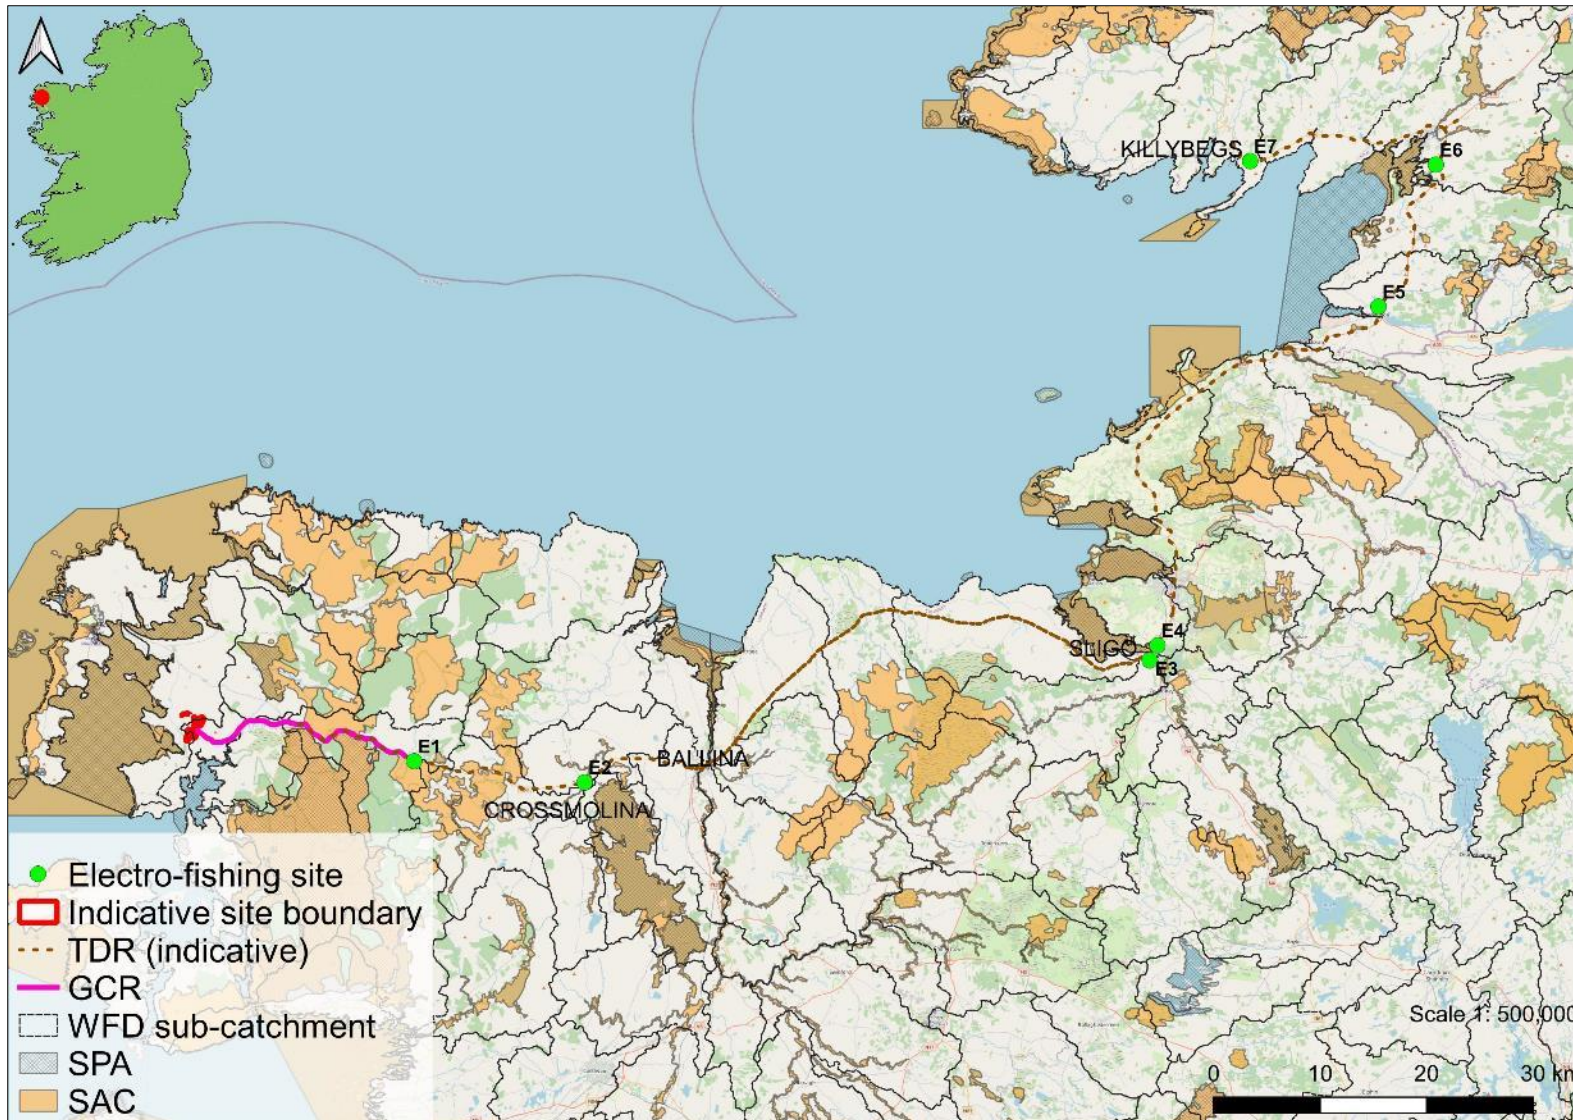 KILLYBEGS
E7
E6
E5
E4
SLIGO
E3
E1
E2
BALLINA
CROSSMOLINA
Electro-fishing site
Indicative site boundary
TDR (indicative)
GCR
WFD sub-catchment
SPA
SAC
Scale 1: 500,000
0 10 20 30 km